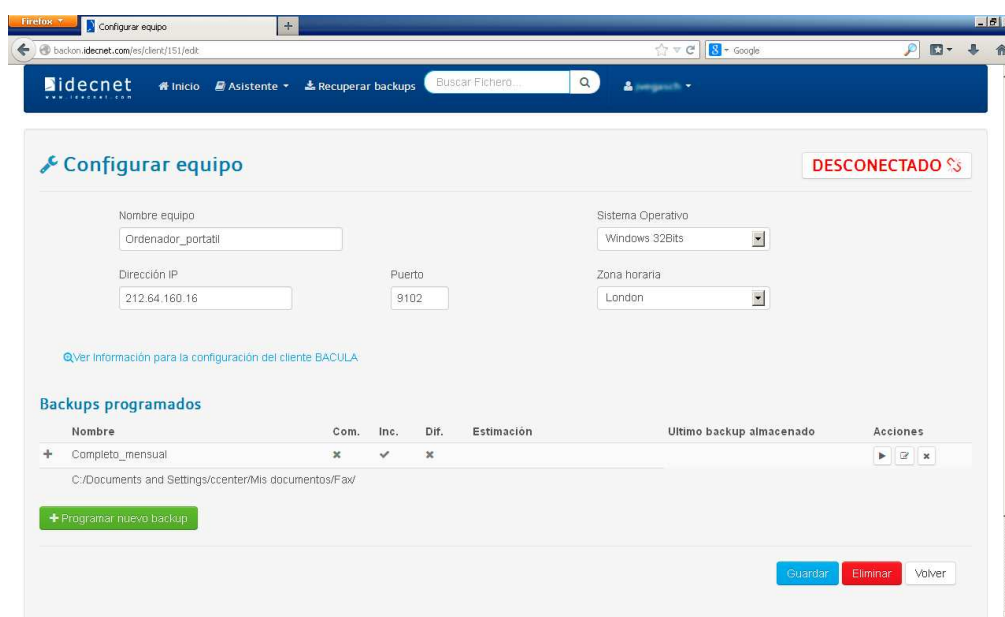 Firefox
Configurar equipo
backon.idecnet.com/es/client/151/edit
Google
idecnet
www.idecnet.com
Inicio
Asistente
Recuperar backups
Buscar Fichero...
Configurar equipo
DESCONECTADO
Nombre equipo
Sistema Operativo
Ordenador_portatil
Windows 32Bits
Dirección IP
Puerto
Zona horaria
212.64.160.16
9102
London
Ver Información para la configuración del cliente BACULA
Backups programados
Nombre Com. Inc. Dif. Estimación Ultimo backup almacenado Acciones
Completo_mensual
C:/Documents and Settings/ccenter/Mis documentos/Fax/
Programar nuevo backup
Guardar
Eliminar
Volver